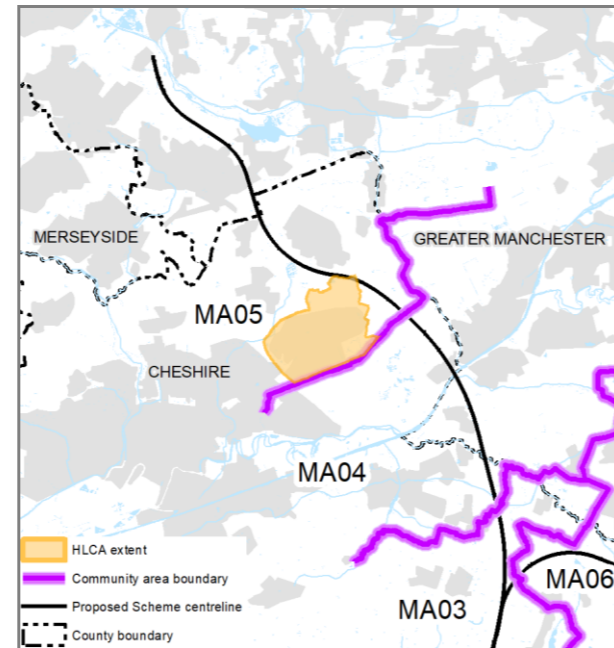 MERSEYSIDE
GREATER MANCHESTER
MA05
CHESHIRE
MA04
MA06
MA03
HLCA extent
Community area boundary
Proposed Scheme centreline
County boundary